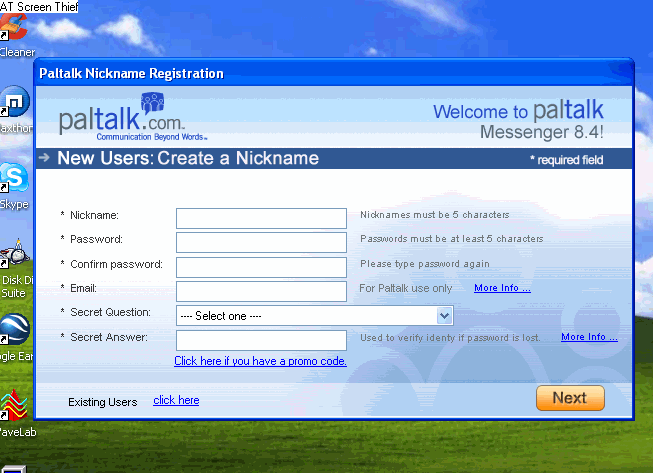 AT Screen Thief
Cleaner
axthon
Skype
Disk Di
Suite
gle Ear
WaveLab
Paltalk Nickname Registration
paltalk.com™
Communication Beyond Words™
Welcome to paltalk
Messenger 8.4!
New Users: Create a Nickname
* required field
* Nickname: Nicknames must be 5 characters
* Password: Passwords must be at least 5 characters
* Confirm password: Please type password again
* Email: For Paltalk use only More Info ...
* Secret Question: ---- Select one ----
* Secret Answer: Used to verify identy if password is lost. More Info ...
Click here if you have a promo code.
Existing Users click here
Next